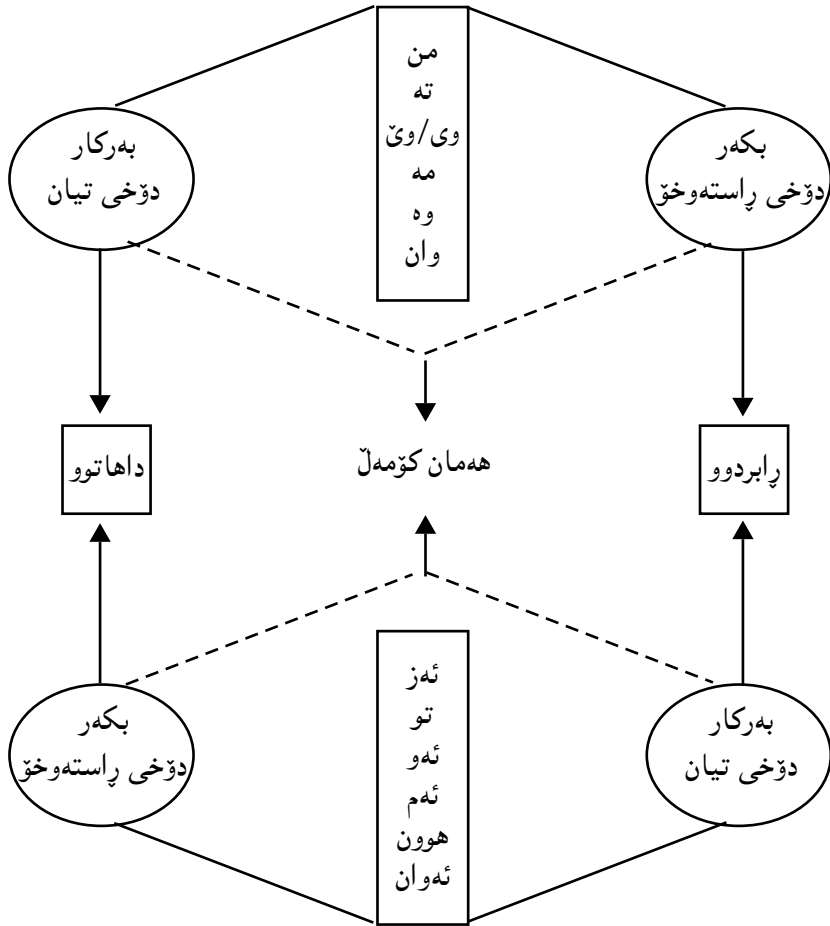 من
ته
وی/وێ
مه
وه
وان
بکەر
دۆخی ڕاستەوخۆ
بەرکار
دۆخی تیان
ڕابردوو
هەمان کۆمەڵ
داهاتوو
ئەز
تو
ئەو
ئەم
هوون
ئەوان
بەرکار
دۆخی تیان
بکەر
دۆخی ڕاستەوخۆ